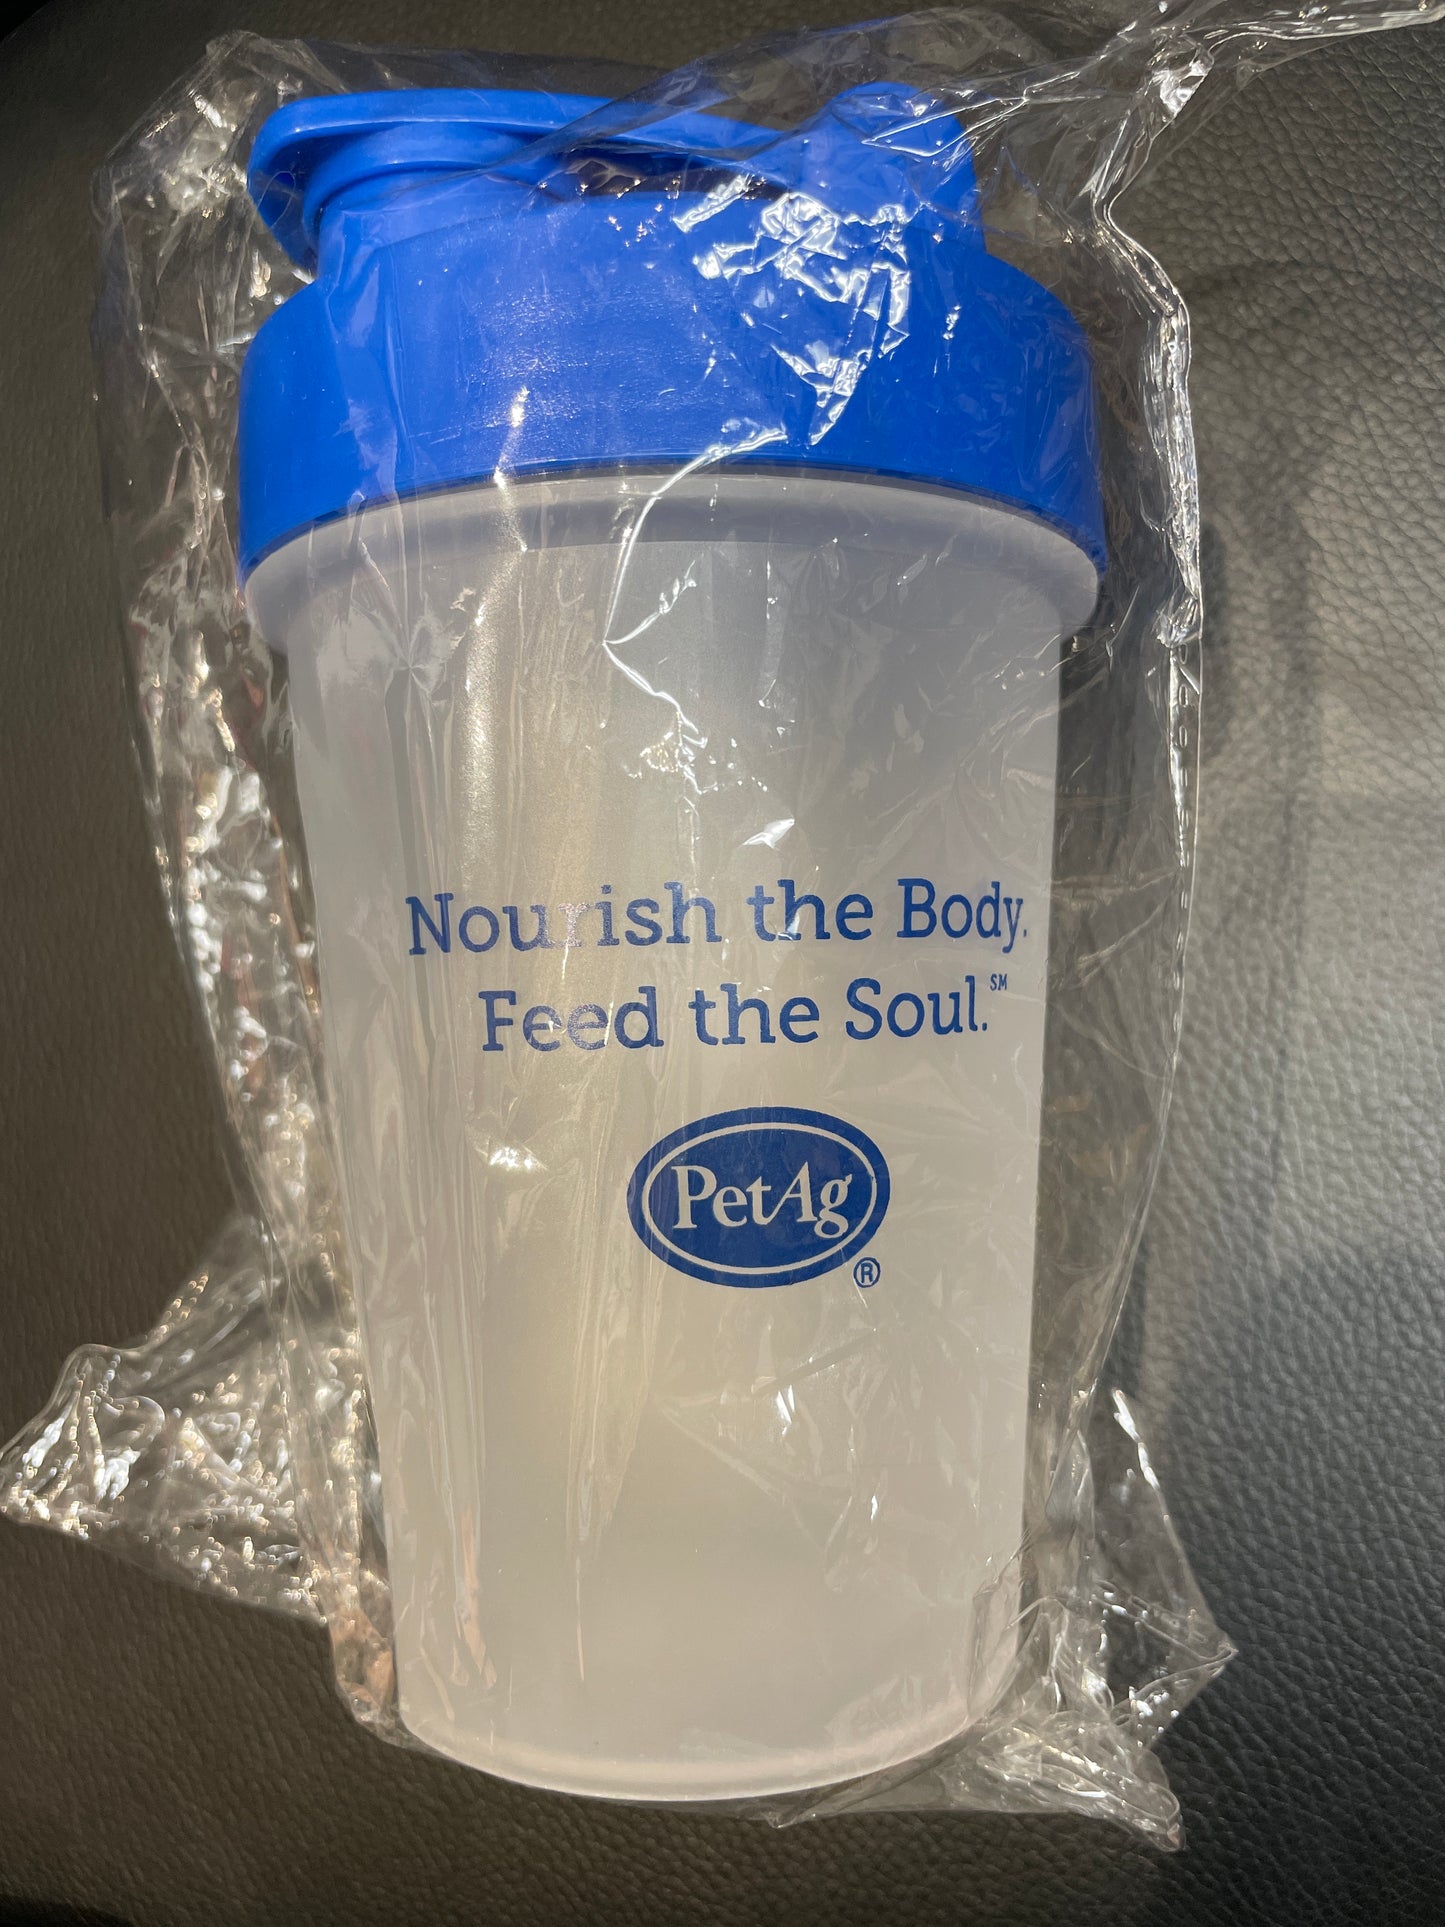 Nourish the Body.
Feed the Soul.℠
PetAg®